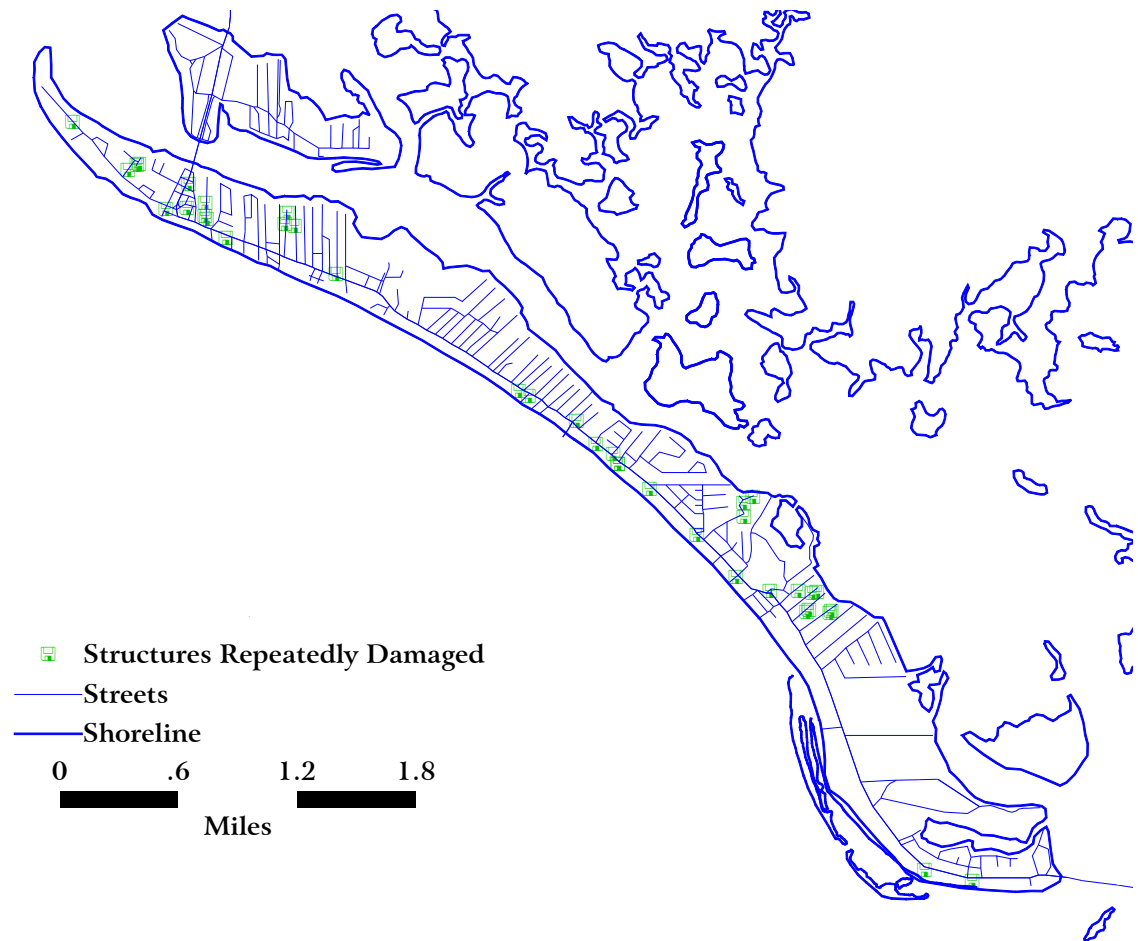 Structures Repeatedly Damaged
Streets
Shoreline
0 .6 1.2 1.8
Miles